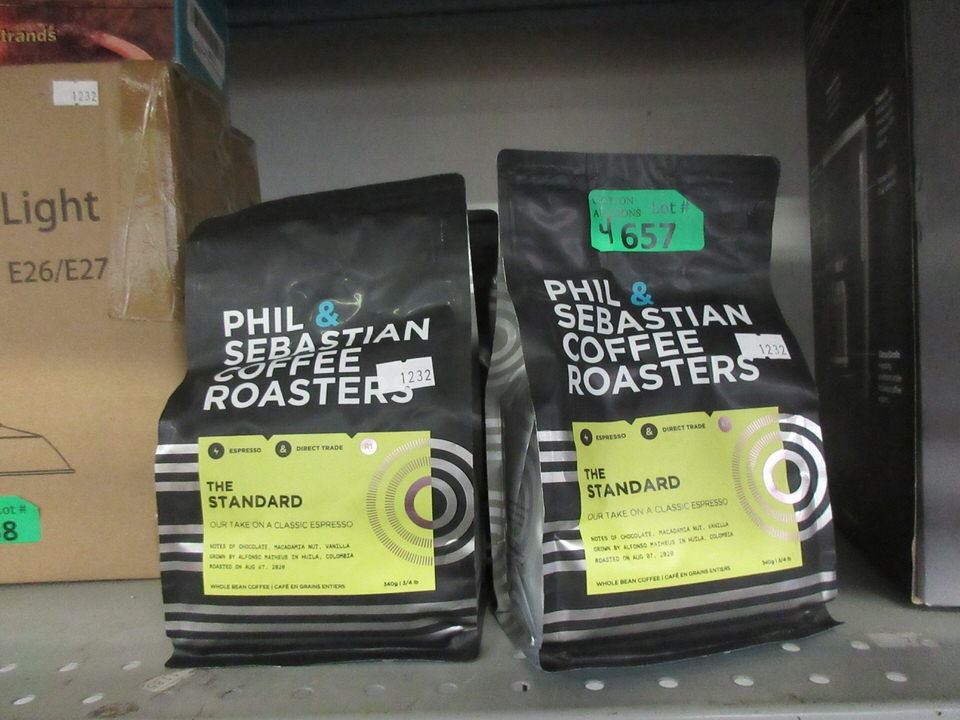 trands
1232
Light
E26/E27
Lot #
8
PHIL &
SEBASTIAN
COFFEE
ROASTERS
1232
ESPRESSO & DIRECT TRADE R1
THE
STANDARD
OUR TAKE ON A CLASSIC ESPRESSO
NOTES OF CHOCOLATE, MACADAMIA NUT, VANILLA
GROWN BY ALFONSO MATHEUS IN HUILA, COLOMBIA
ROASTED ON AUG 07, 2020
340g | 3/4 lb
WHOLE BEAN COFFEE | CAFÉ EN GRAINS ENTIERS
Lot #
4 657
PHIL &
SEBASTIAN
COFFEE
ROASTERS
1232
ESPRESSO & DIRECT TRADE
THE
STANDARD
OUR TAKE ON A CLASSIC ESPRESSO
NOTES OF CHOCOLATE, MACADAMIA NUT, VANILLA
GROWN BY ALFONSO MATHEUS IN HUILA, COLOMBIA
ROASTED ON AUG 07, 2020
340g | 3/4 lb
WHOLE BEAN COFFEE | CAFÉ EN GRAINS ENTIERS